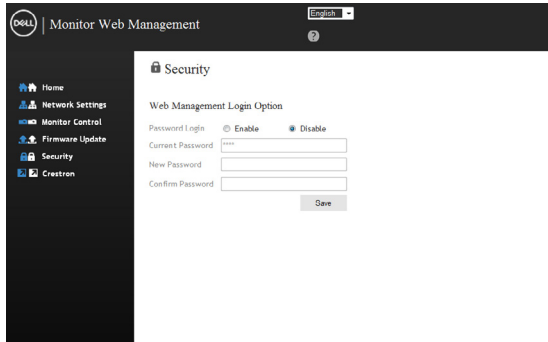 DELL
Monitor Web Management
English
?
Home
Network Settings
Monitor Control
Firmware Update
Security
Crestron
Security
Web Management Login Option
Password Login Enable Disable
Current Password ****
New Password
Confirm Password
Save